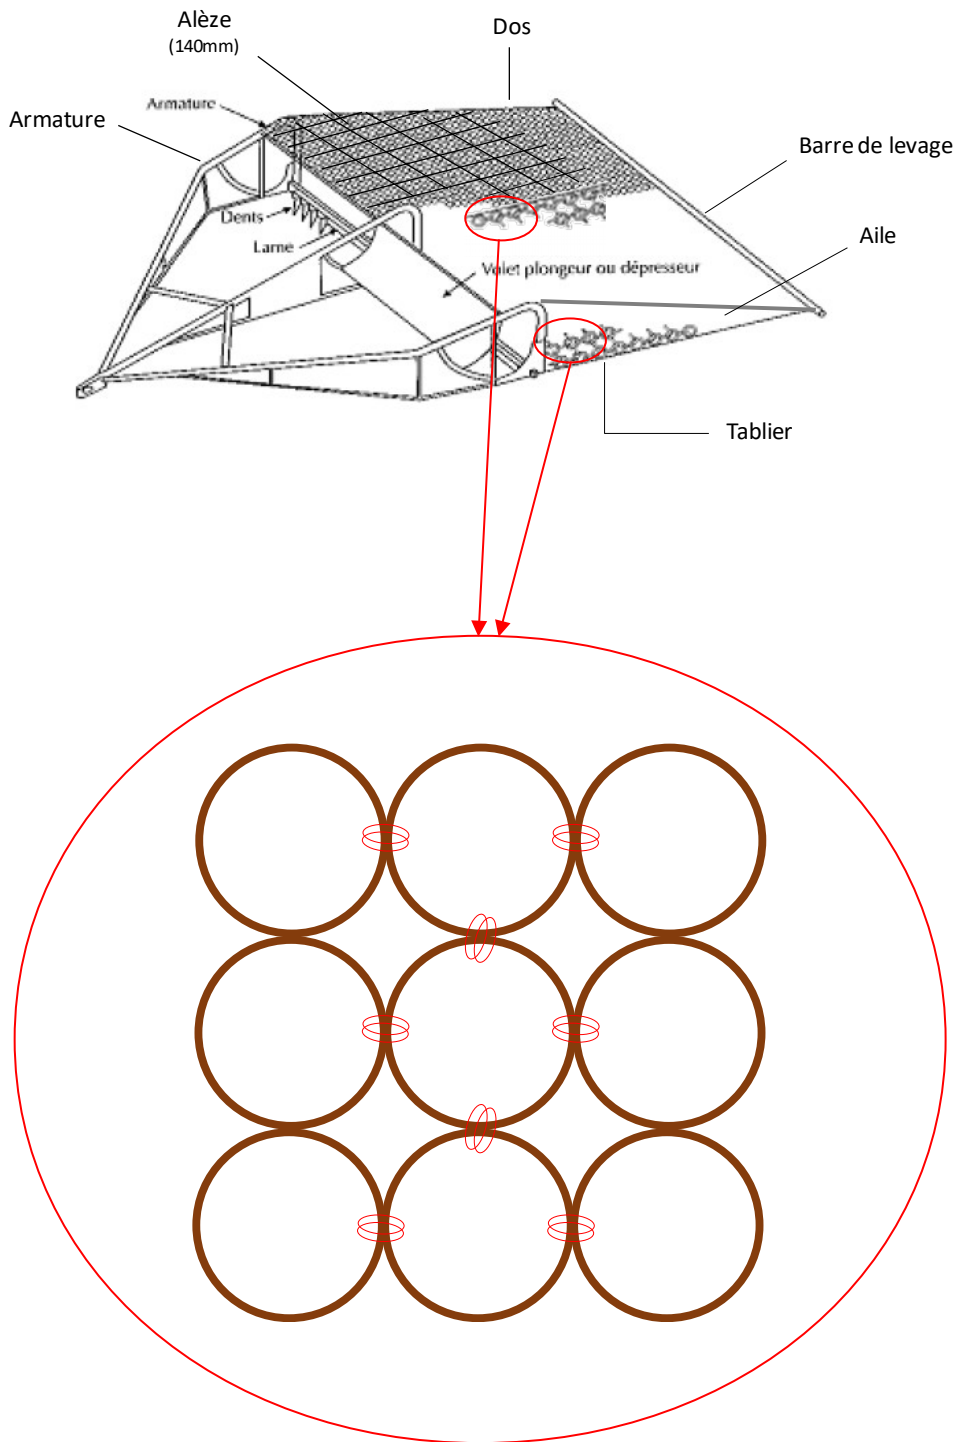 Alèze
(140mm)
Dos
Armature
Armature
Barre de levage
Dents
Lame
Aile
Volet plongeur ou dépresseur
Tablier